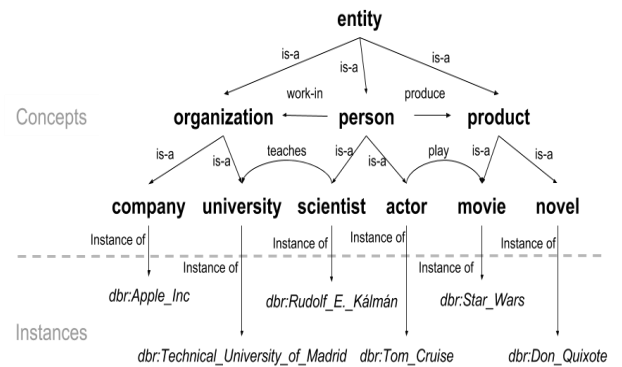 entity
is-a
is-a
is-a
work-in
produce
Concepts
organization
person
product
is-a
is-a
teaches
is-a
is-a
play
is-a
is-a
company
university
scientist
actor
movie
novel
Instance of
Instance of
Instance of
Instance of
Instance of
Instance of
dbr:Apple_Inc
dbr:Rudolf_E._Kálmán
dbr:Star_Wars
Instances
dbr:Technical_University_of_Madrid
dbr:Tom_Cruise
dbr:Don_Quixote